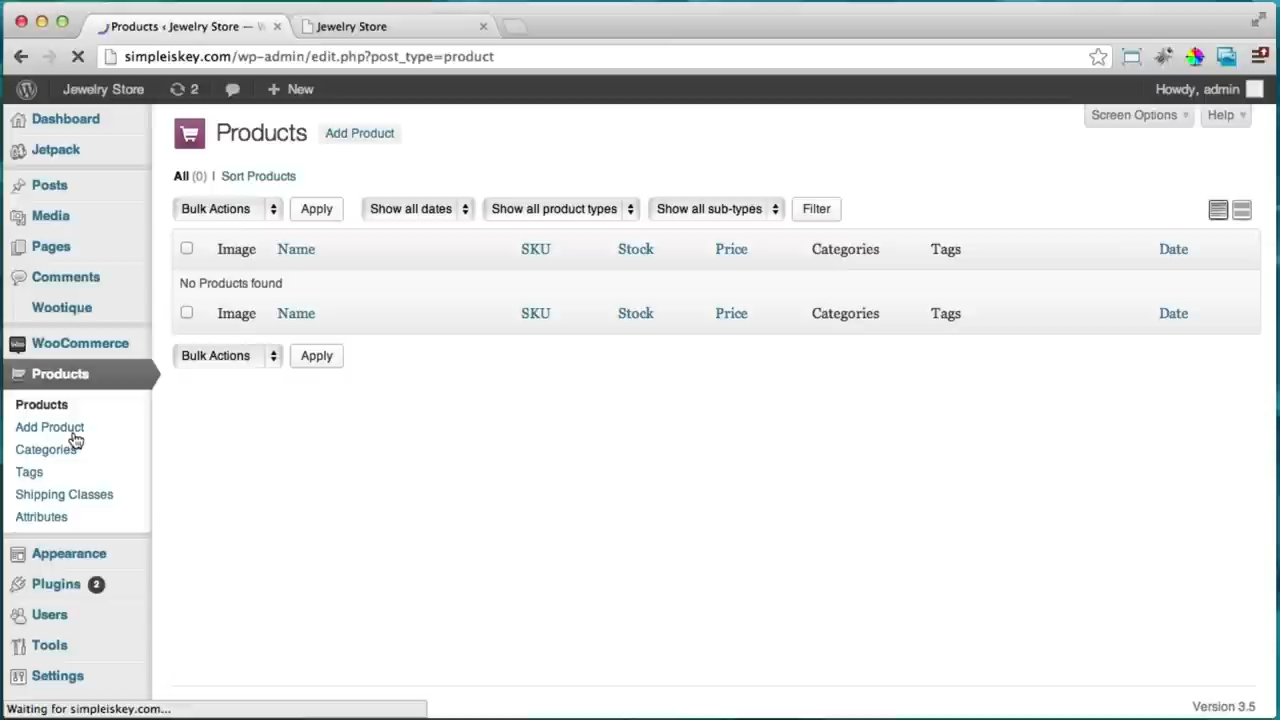 Products ‹ Jewelry Store —
Jewelry Store
simpleiskey.com/wp-admin/edit.php?post_type=product
Jewelry Store
2
+ New
Howdy, admin
Dashboard
Jetpack
Posts
Media
Pages
Comments
Wootique
WooCommerce
Products
Products
Add Product
Categories
Tags
Shipping Classes
Attributes
Appearance
Plugins 2
Users
Tools
Settings
Screen Options
Help
Products Add Product
All (0) | Sort Products
Bulk Actions Apply Show all dates Show all product types Show all sub-types Filter
Image Name SKU Stock Price Categories Tags Date
No Products found
Image Name SKU Stock Price Categories Tags Date
Bulk Actions Apply
Waiting for simpleiskey.com...
Version 3.5